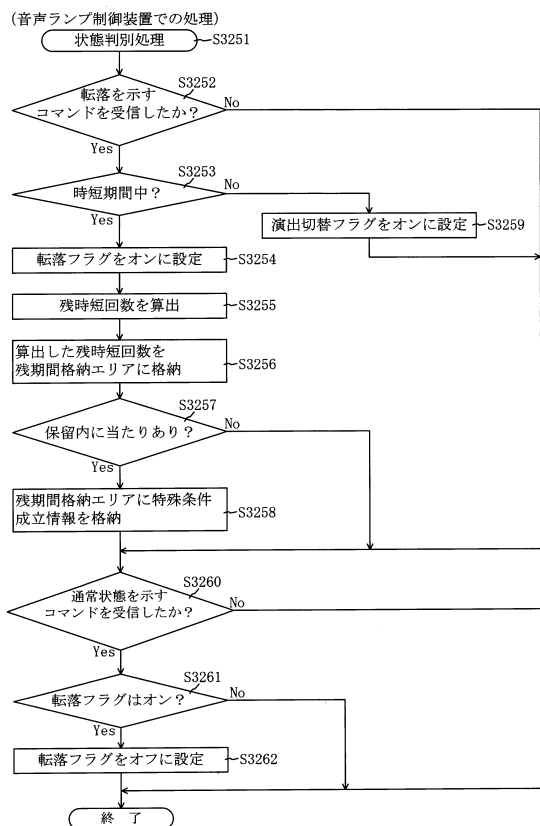 (音声ランプ制御装置での処理)
状態判別処理
S3251
S3252
転落を示す
コマンドを受信したか?
No
Yes
S3253
時短期間中?
No
Yes
演出切替フラグをオンに設定
S3259
転落フラグをオンに設定
S3254
残時短回数を算出
S3255
算出した残時短回数を
残期間格納エリアに格納
S3256
S3257
保留内に当たりあり?
No
Yes
残期間格納エリアに特殊条件
成立情報を格納
S3258
S3260
通常状態を示す
コマンドを受信したか?
No
Yes
S3261
転落フラグはオン?
No
Yes
転落フラグをオフに設定
S3262
終 了